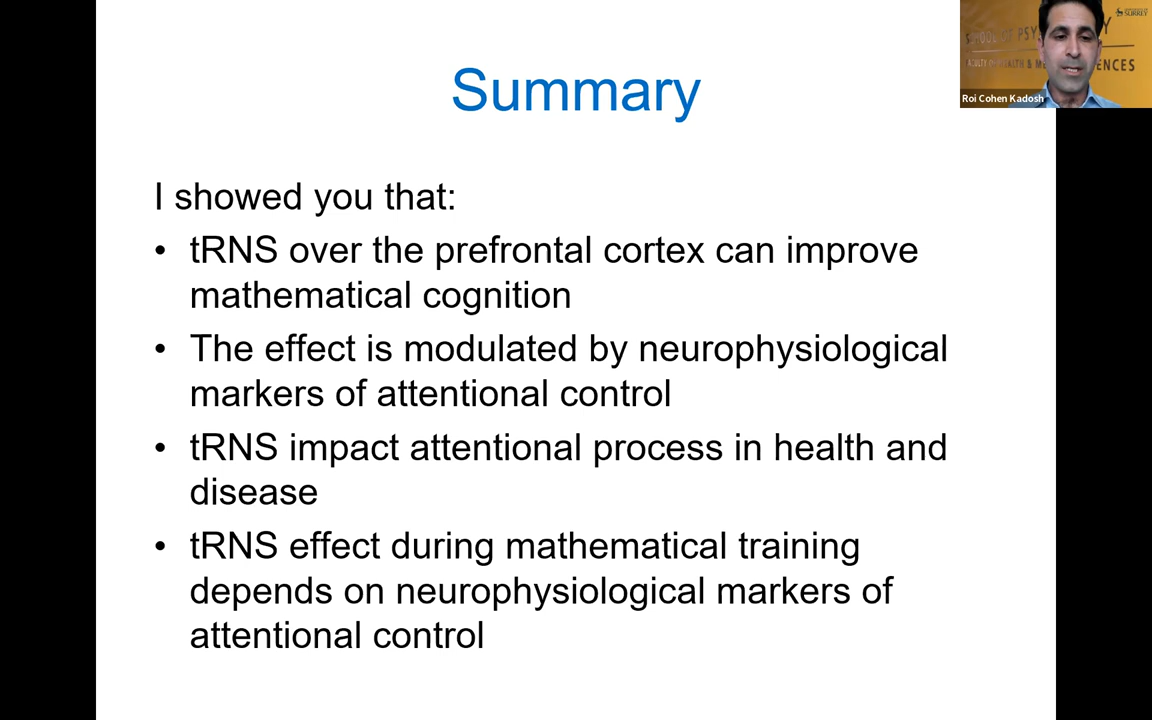 Summary
I showed you that:
• tRNS over the prefrontal cortex can improve
mathematical cognition
• The effect is modulated by neurophysiological
markers of attentional control
• tRNS impact attentional process in health and
disease
• tRNS effect during mathematical training
depends on neurophysiological markers of
attentional control
SURREY
Roi Cohen Kadosh